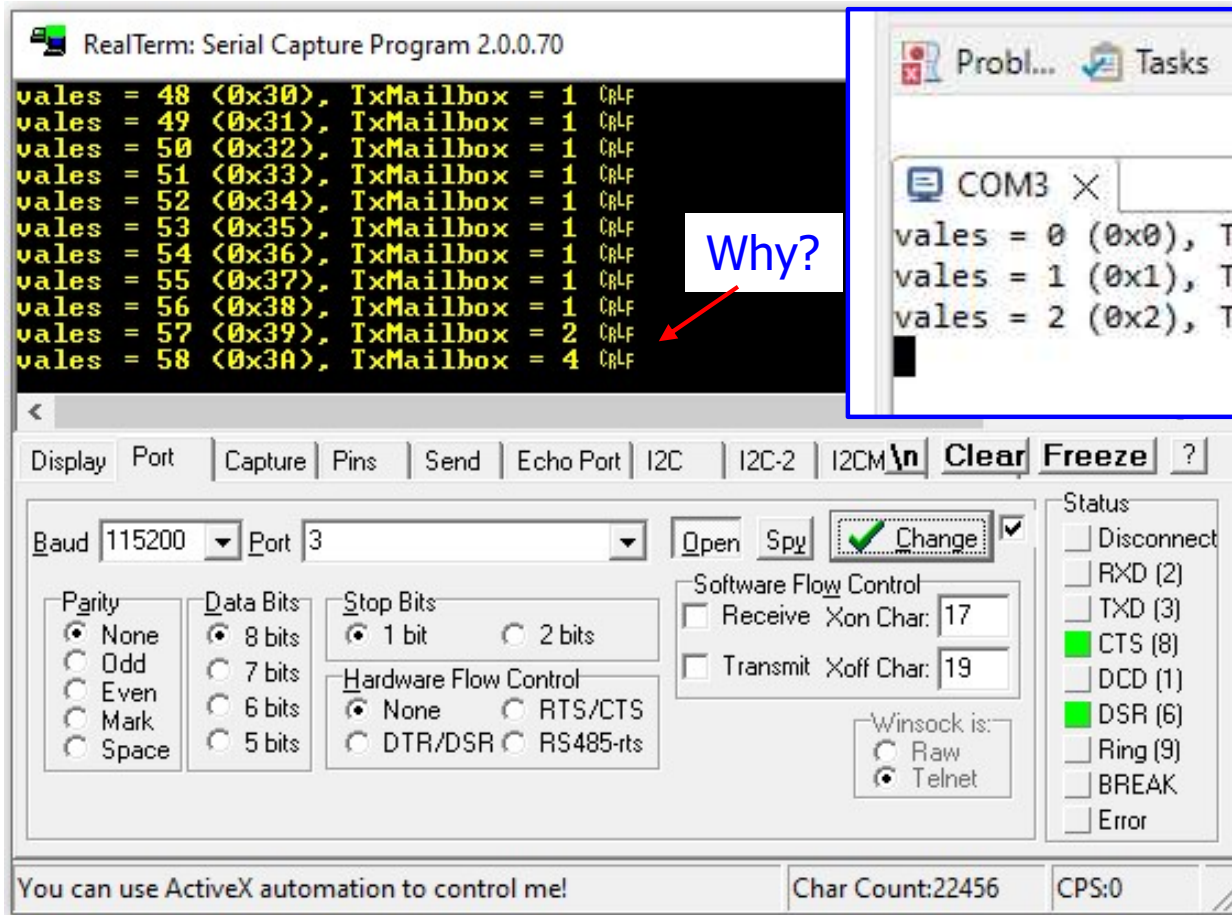 RealTerm: Serial Capture Program 2.0.0.70
vales = 48 (0x30), TxMailbox = 1 CRLF
vales = 49 (0x31), TxMailbox = 1 CRLF
vales = 50 (0x32), TxMailbox = 1 CRLF
vales = 51 (0x33), TxMailbox = 1 CRLF
vales = 52 (0x34), TxMailbox = 1 CRLF
vales = 53 (0x35), TxMailbox = 1 CRLF
vales = 54 (0x36), TxMailbox = 1 CRLF
vales = 55 (0x37), TxMailbox = 1 CRLF
vales = 56 (0x38), TxMailbox = 1 CRLF
vales = 57 (0x39), TxMailbox = 2 CRLF
vales = 58 (0x3A), TxMailbox = 4 CRLF
Why?
Probl... Tasks
COM3
vales = 0 (0x0), T
vales = 1 (0x1), T
vales = 2 (0x2), T
Display Port Capture Pins Send Echo Port I2C I2C-2 I2CM \n Clear Freeze ?
Baud 115200 Port 3 Open Spy Change
Parity
None
Odd
Even
Mark
Space
Data Bits
8 bits
7 bits
6 bits
5 bits
Stop Bits
1 bit 2 bits
Hardware Flow Control
None RTS/CTS
DTR/DSR RS485-rts
Software Flow Control
Receive Xon Char: 17
Transmit Xoff Char: 19
Winsock is:
Raw
Telnet
Status
Disconnect
RXD (2)
TXD (3)
CTS (8)
DCD (1)
DSR (6)
Ring (9)
BREAK
Error
You can use ActiveX automation to control me! Char Count:22456 CPS:0